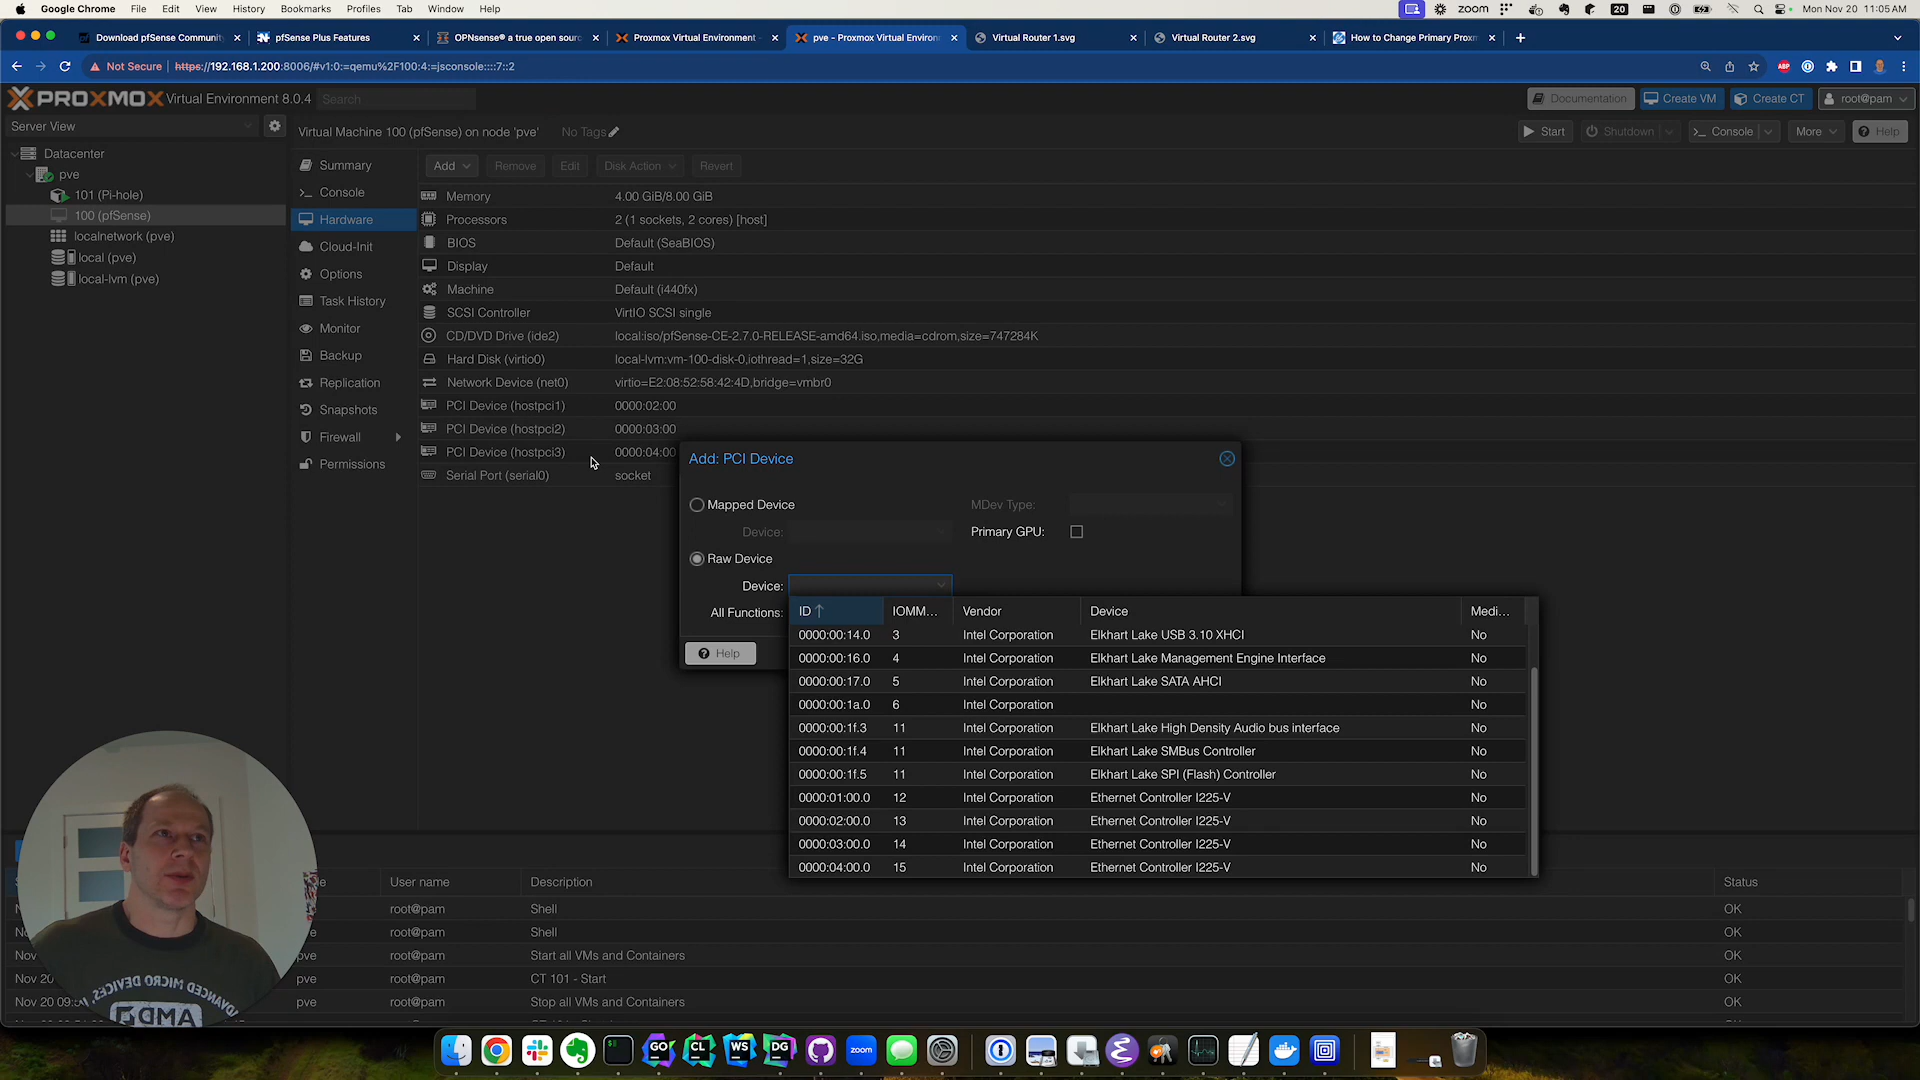 Google Chrome File Edit View History Bookmarks Profiles Tab Window Help zoom 20 Mon Nov 20 11:05 AM
Download pfSense Communit pfSense Plus Features OPNsense® a true open sour Proxmox Virtual Environment - pve - Proxmox Virtual Environ Virtual Router 1.svg Virtual Router 2.svg How to Change Primary Proxm
Not Secure https://192.168.1.200:8006/#v1:0:=qemu%2F100:4:=jsconsole::::7::2 ABP
PROXMOX Virtual Environment 8.0.4 Search Documentation Create VM Create CT root@pam
Server View
Virtual Machine 100 (pfSense) on node 'pve' No Tags Start Shutdown Console More Help
Datacenter
pve
101 (Pi-hole)
100 (pfSense)
localnetwork (pve)
local (pve)
local-lvm (pve)
Summary
Console
Hardware
Cloud-Init
Options
Task History
Monitor
Backup
Replication
Snapshots
Firewall
Permissions
Add Remove Edit Disk Action Revert
Memory 4.00 GiB/8.00 GiB
Processors 2 (1 sockets, 2 cores) [host]
BIOS Default (SeaBIOS)
Display Default
Machine Default (i440fx)
SCSI Controller VirtIO SCSI single
CD/DVD Drive (ide2) local:iso/pfSense-CE-2.7.0-RELEASE-amd64.iso,media=cdrom,size=747284K
Hard Disk (virtio0) local-lvm:vm-100-disk-0,iothread=1,size=32G
Network Device (net0) virtio=E2:08:52:58:42:4D,bridge=vmbr0
PCI Device (hostpci1) 0000:02:00
PCI Device (hostpci2) 0000:03:00
PCI Device (hostpci3) 0000:04:00
Serial Port (serial0) socket
Add: PCI Device
Mapped Device MDev Type:
Device: Primary GPU:
Raw Device
Device:
All Functions:
Help
ID IOMM... Vendor Device Medi...
0000:00:14.0 3 Intel Corporation Elkhart Lake USB 3.10 XHCI No
0000:00:16.0 4 Intel Corporation Elkhart Lake Management Engine Interface No
0000:00:17.0 5 Intel Corporation Elkhart Lake SATA AHCI No
0000:00:1a.0 6 Intel Corporation No
0000:00:1f.3 11 Intel Corporation Elkhart Lake High Density Audio bus interface No
0000:00:1f.4 11 Intel Corporation Elkhart Lake SMBus Controller No
0000:00:1f.5 11 Intel Corporation Elkhart Lake SPI (Flash) Controller No
0000:01:00.0 12 Intel Corporation Ethernet Controller I225-V No
0000:02:00.0 13 Intel Corporation Ethernet Controller I225-V No
0000:03:00.0 14 Intel Corporation Ethernet Controller I225-V No
0000:04:00.0 15 Intel Corporation Ethernet Controller I225-V No
User name Description Status
root@pam Shell OK
root@pam Shell OK
Nov pve root@pam Start all VMs and Containers OK
Nov 20 pve root@pam CT 101 - Start OK
Nov 20 09:5 pve root@pam Stop all VMs and Containers OK
ADVANCED MICRO DEVICES,
AMD
GO CL WS DG zoom